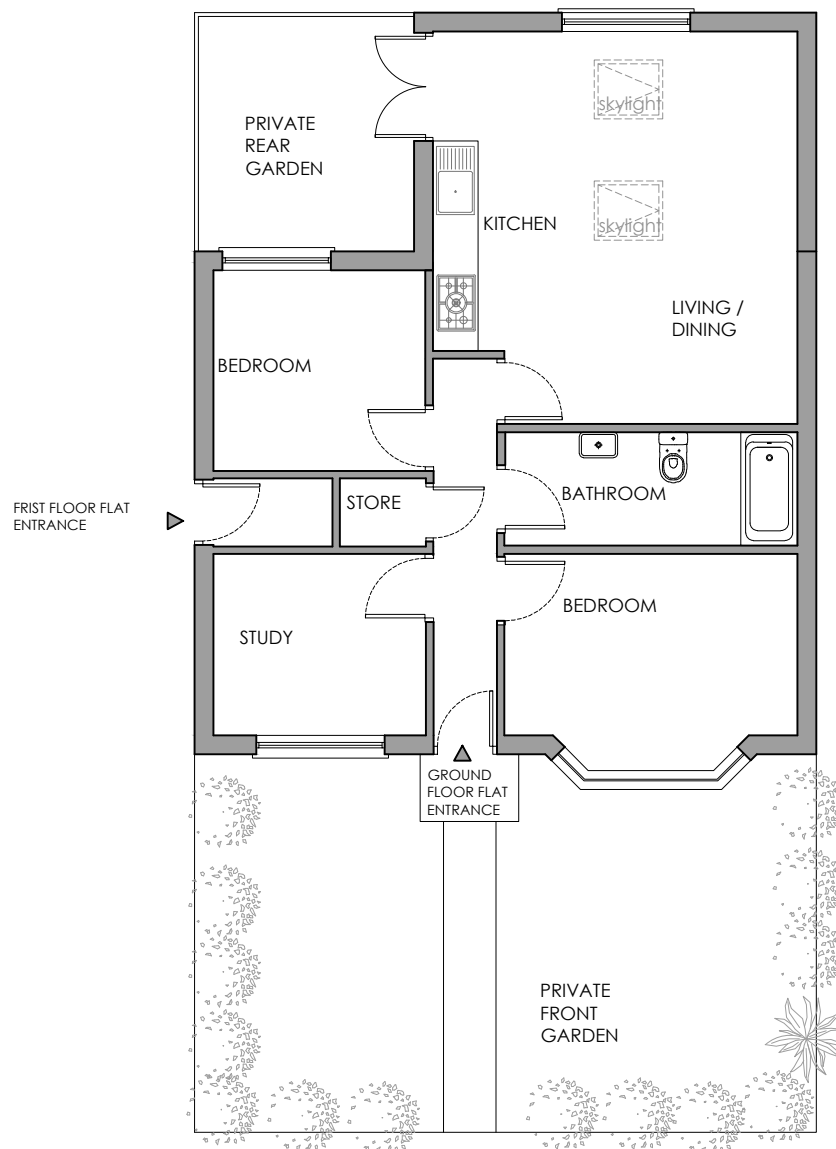 PRIVATE
REAR
GARDEN
skylight
KITCHEN
skylight
LIVING /
DINING
BEDROOM
BATHROOM
STORE
FRIST FLOOR FLAT
ENTRANCE
BEDROOM
STUDY
GROUND
FLOOR FLAT
ENTRANCE
PRIVATE
FRONT
GARDEN